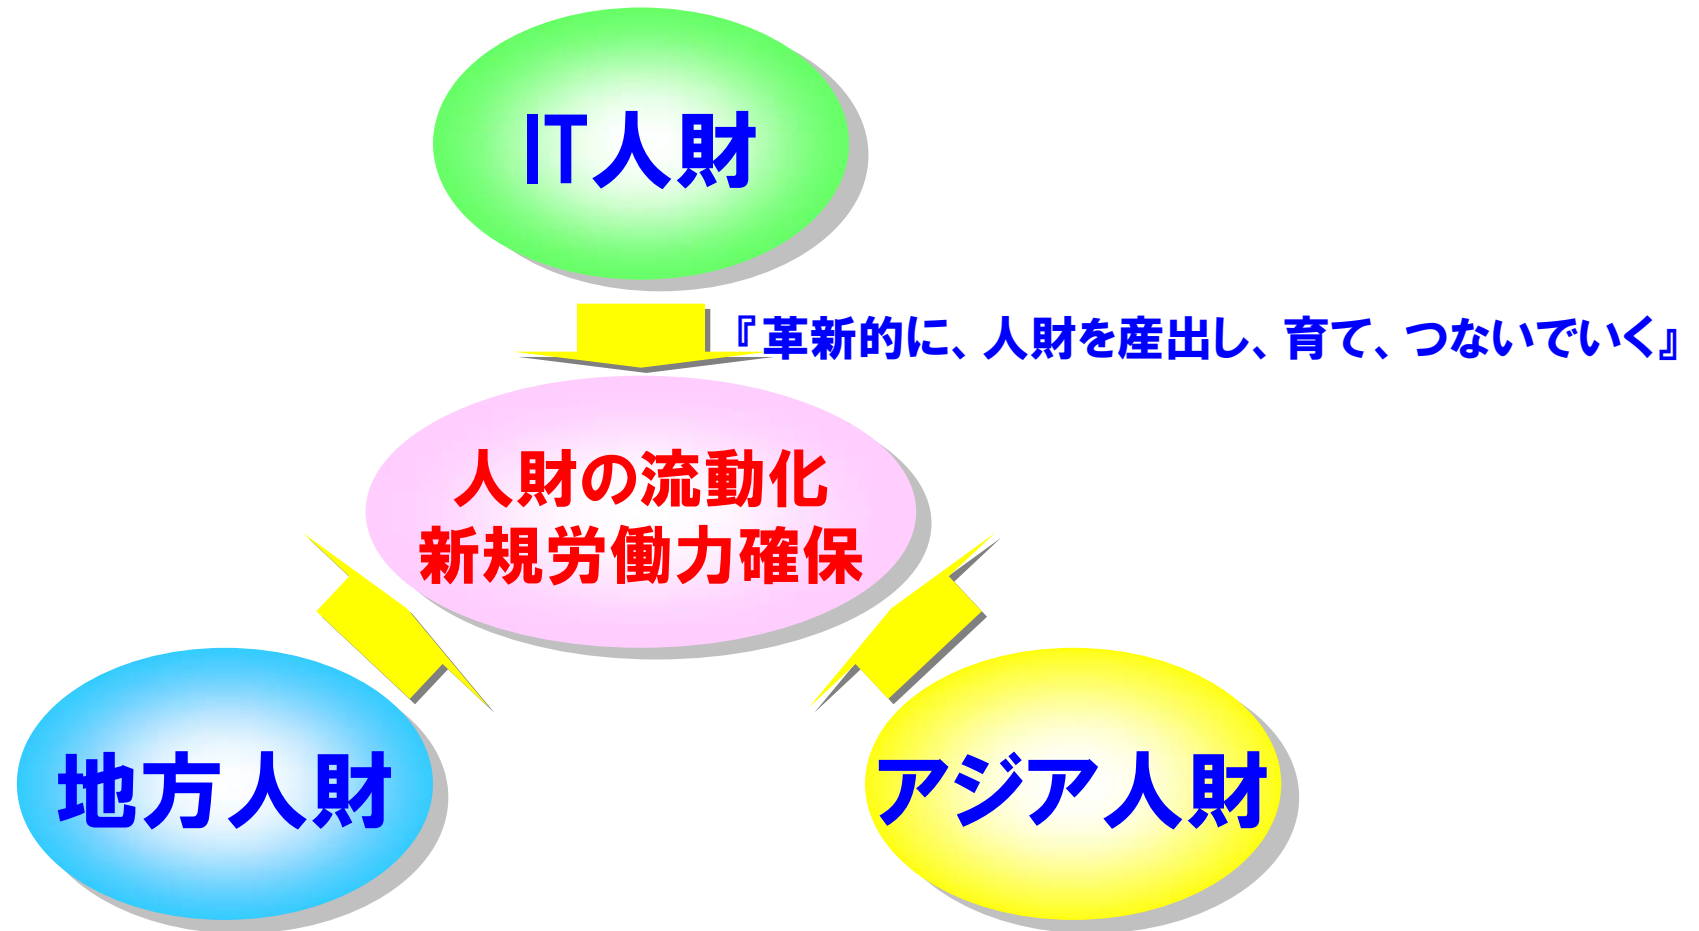 IT人財
『革新的に、人財を産出し、育て、つないでいく』
人財の流動化
新規労働力確保
地方人財
アジア人財